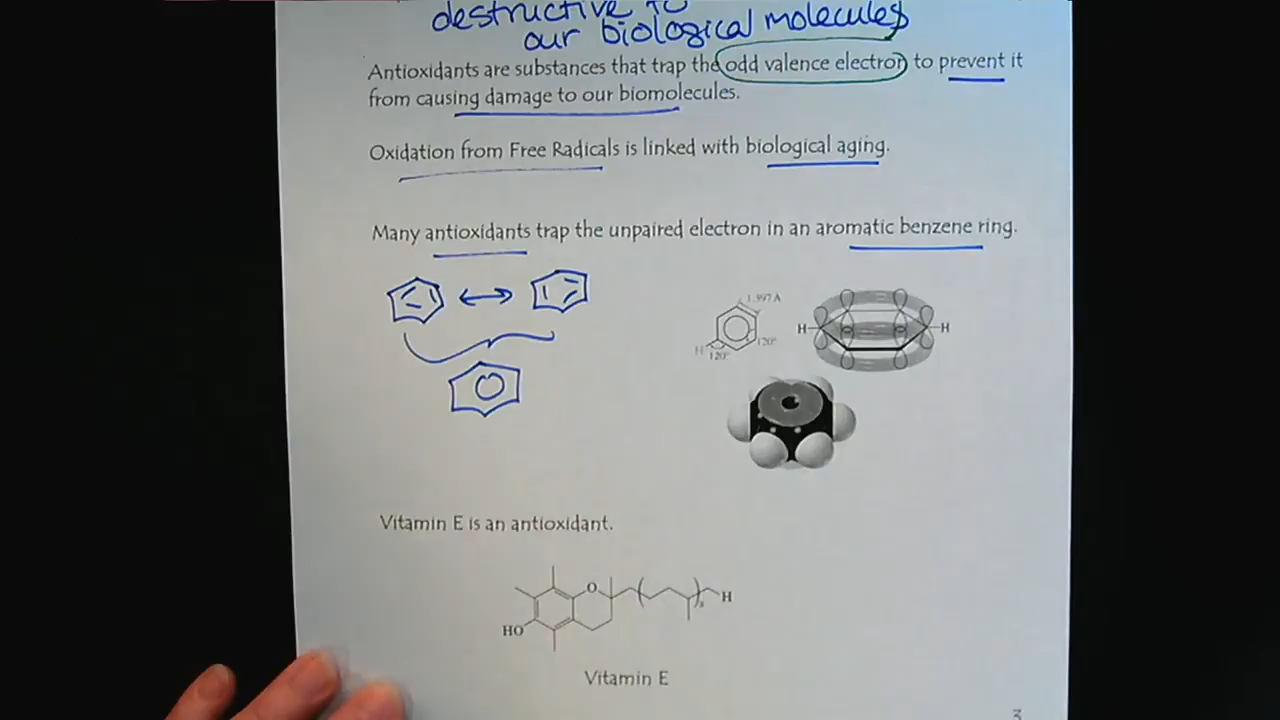 destructive to
our biological molecules
Antioxidants are substances that trap the odd valence electron to prevent it
from causing damage to our biomolecules.
Oxidation from Free Radicals is linked with biological aging.
Many antioxidants trap the unpaired electron in an aromatic benzene ring.
1.397 A
H
120°
120°
H
H
Vitamin E is an antioxidant.
O
H
HO
3
Vitamin E
3